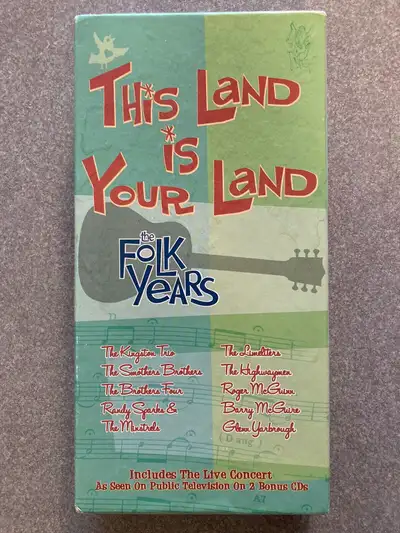 This Land
is
Your Land
the
Folk
Years
The Kingston Trio
The Smothers Brothers
The Brothers Four
Randy Sparks &
The Minstrels
The Limeliters
The Highwaymen
Roger McGuinn
Barry McGuire
Glenn Yarbrough
D
( D aug
A7
Includes The Live Concert
As Seen On Public Television On 2 Bonus CDs